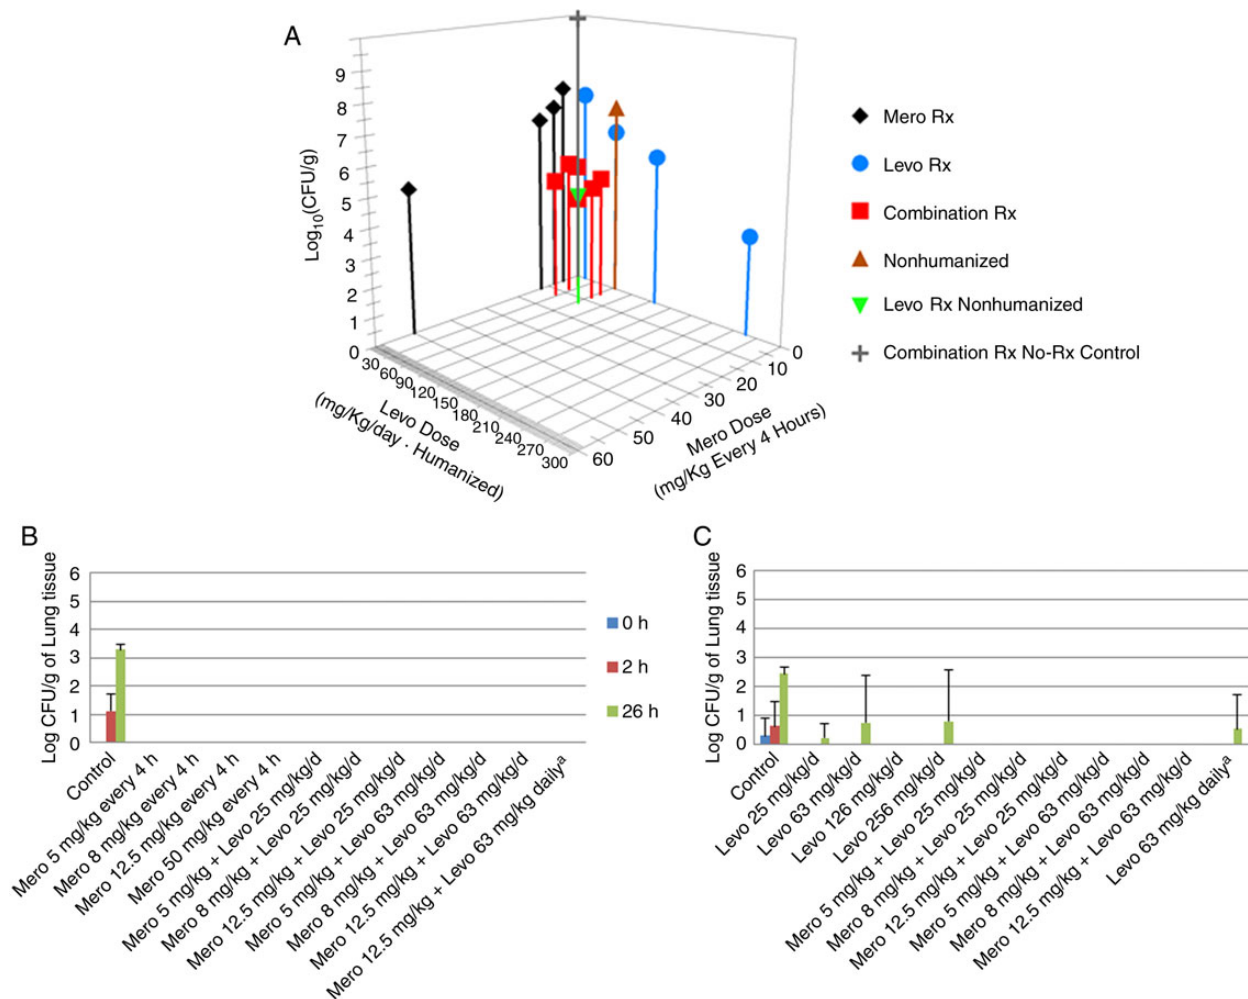 A
9
8
7
6
5
4
3
2
1
0
Log10(CFU/g)
30
60
90
120
150
180
210
240
270
300
Levo Dose
(mg/Kg/day · Humanized)
60
50
40
30
20
10
0
Mero Dose
(mg/Kg Every 4 Hours)
Mero Rx
Levo Rx
Combination Rx
Nonhumanized
Levo Rx Nonhumanized
Combination Rx No-Rx Control
B
Log CFU/g of Lung tissue
6
5
4
3
2
1
0
Control
Mero 5 mg/kg every 4 h
Mero 8 mg/kg every 4 h
Mero 12.5 mg/kg every 4 h
Mero 50 mg/kg every 4 h
Mero 5 mg/kg + Levo 25 mg/kg/d
Mero 8 mg/kg + Levo 25 mg/kg/d
Mero 12.5 mg/kg + Levo 25 mg/kg/d
Mero 5 mg/kg + Levo 63 mg/kg/d
Mero 8 mg/kg + Levo 63 mg/kg/d
Mero 12.5 mg/kg + Levo 63 mg/kg/d
Mero 12.5 mg/kg + Levo 63 mg/kg dailyᵃ
0 h
2 h
26 h
C
Log CFU/g of Lung tissue
6
5
4
3
2
1
0
Control
Levo 25 mg/kg/d
Levo 63 mg/kg/d
Levo 126 mg/kg/d
Levo 256 mg/kg/d
Mero 5 mg/kg + Levo 25 mg/kg/d
Mero 8 mg/kg + Levo 25 mg/kg/d
Mero 12.5 mg/kg + Levo 25 mg/kg/d
Mero 5 mg/kg + Levo 63 mg/kg/d
Mero 8 mg/kg + Levo 63 mg/kg/d
Mero 12.5 mg/kg + Levo 63 mg/kg/d
Levo 63 mg/kg dailyᵃ